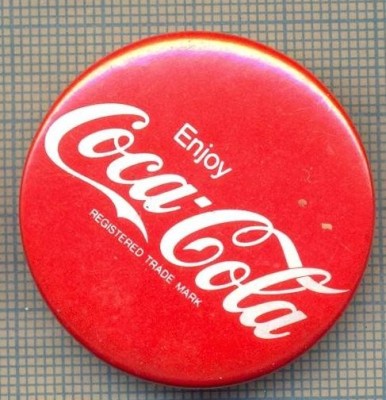 Enjoy
Coca-Cola
REGISTERED TRADE MARK